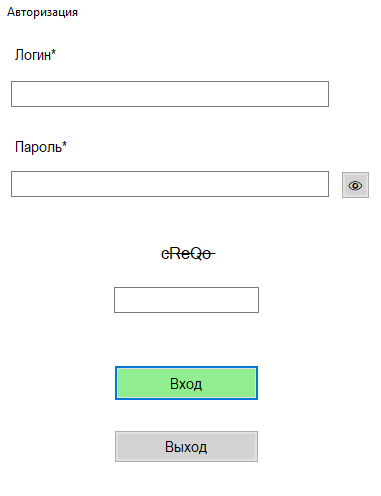 Авторизация
Логин*
Пароль*
cReQo
Вход
Выход